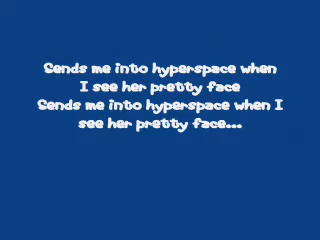 Sends me into hyperspace when
I see her pretty face
Sends me into hyperspace when I
see her pretty face...